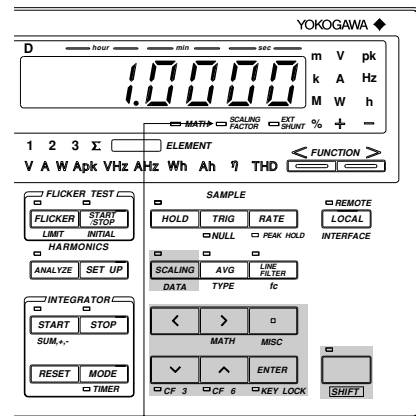 YOKOGAWA
D hour min sec
m V pk
1.0000
k A Hz
M W h
MATH SCALING FACTOR EXT SHUNT % + −
1 2 3 Σ ELEMENT
V A W Apk VHz AHz Wh Ah η THD < FUNCTION >
FLICKER TEST SAMPLE
REMOTE
FLICKER START /STOP HOLD TRIG RATE LOCAL
LIMIT INITIAL NULL PEAK HOLD INTERFACE
HARMONICS
ANALYZE SET UP SCALING AVG LINE FILTER
DATA TYPE fc
INTEGRATOR
START STOP < >
SUM,+,- MATH MISC
RESET MODE ENTER
TIMER CF 3 CF 6 KEY LOCK SHIFT